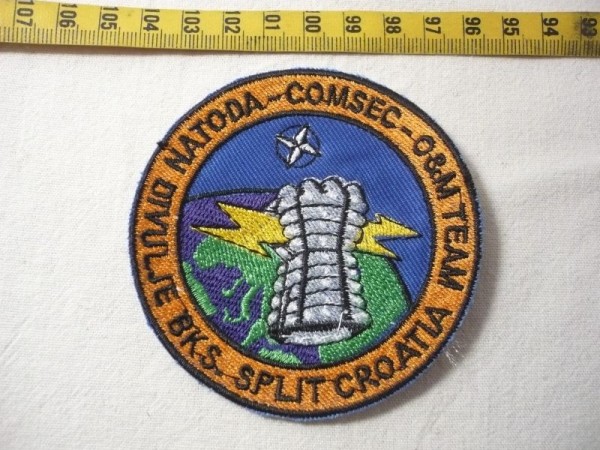 107 106 105 104 103 102 101 100 99 98 97 96 95 94 93
NATODA - COMSEC - O&M TEAM
DIVULJE BKS. SPLIT CROATIA